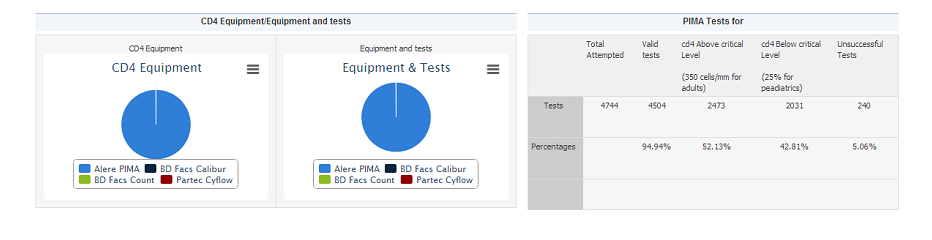 CD4 Equipment/Equipment and tests
CD4 Equipment
CD4 Equipment
Alere PIMA BD Facs Calibur
BD Facs Count Partec Cyflow
Equipment and tests
Equipment & Tests
Alere PIMA BD Facs Calibur
BD Facs Count Partec Cyflow
PIMA Tests for
Total Valid cd4 Above critical cd4 Below critical Unsuccessful
Attempted tests Level Level Tests
(350 cells/mm for (25% for
adults) peadiatrics)
Tests 4744 4504 2473 2031 240
Percentages 94.94% 52.13% 42.81% 5.06%